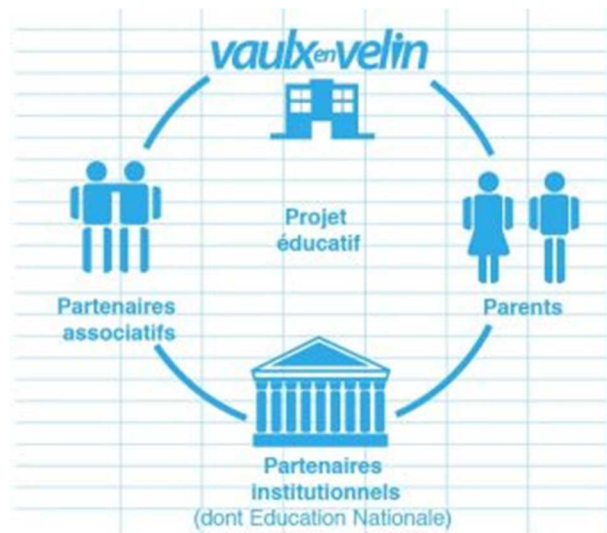 vaulx en velin
Projet
éducatif
Partenaires
associatifs
Parents
Partenaires
institutionnels
(dont Education Nationale)